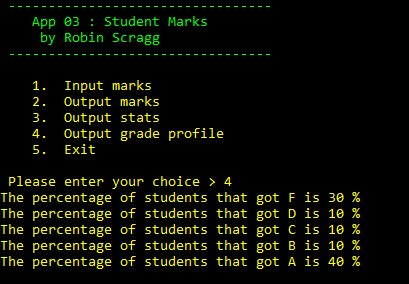 ---------------------------------
App 03 : Student Marks
by Robin Scragg
---------------------------------
1. Input marks
2. Output marks
3. Output stats
4. Output grade profile
5. Exit
Please enter your choice > 4
The percentage of students that got F is 30 %
The percentage of students that got D is 10 %
The percentage of students that got C is 10 %
The percentage of students that got B is 10 %
The percentage of students that got A is 40 %